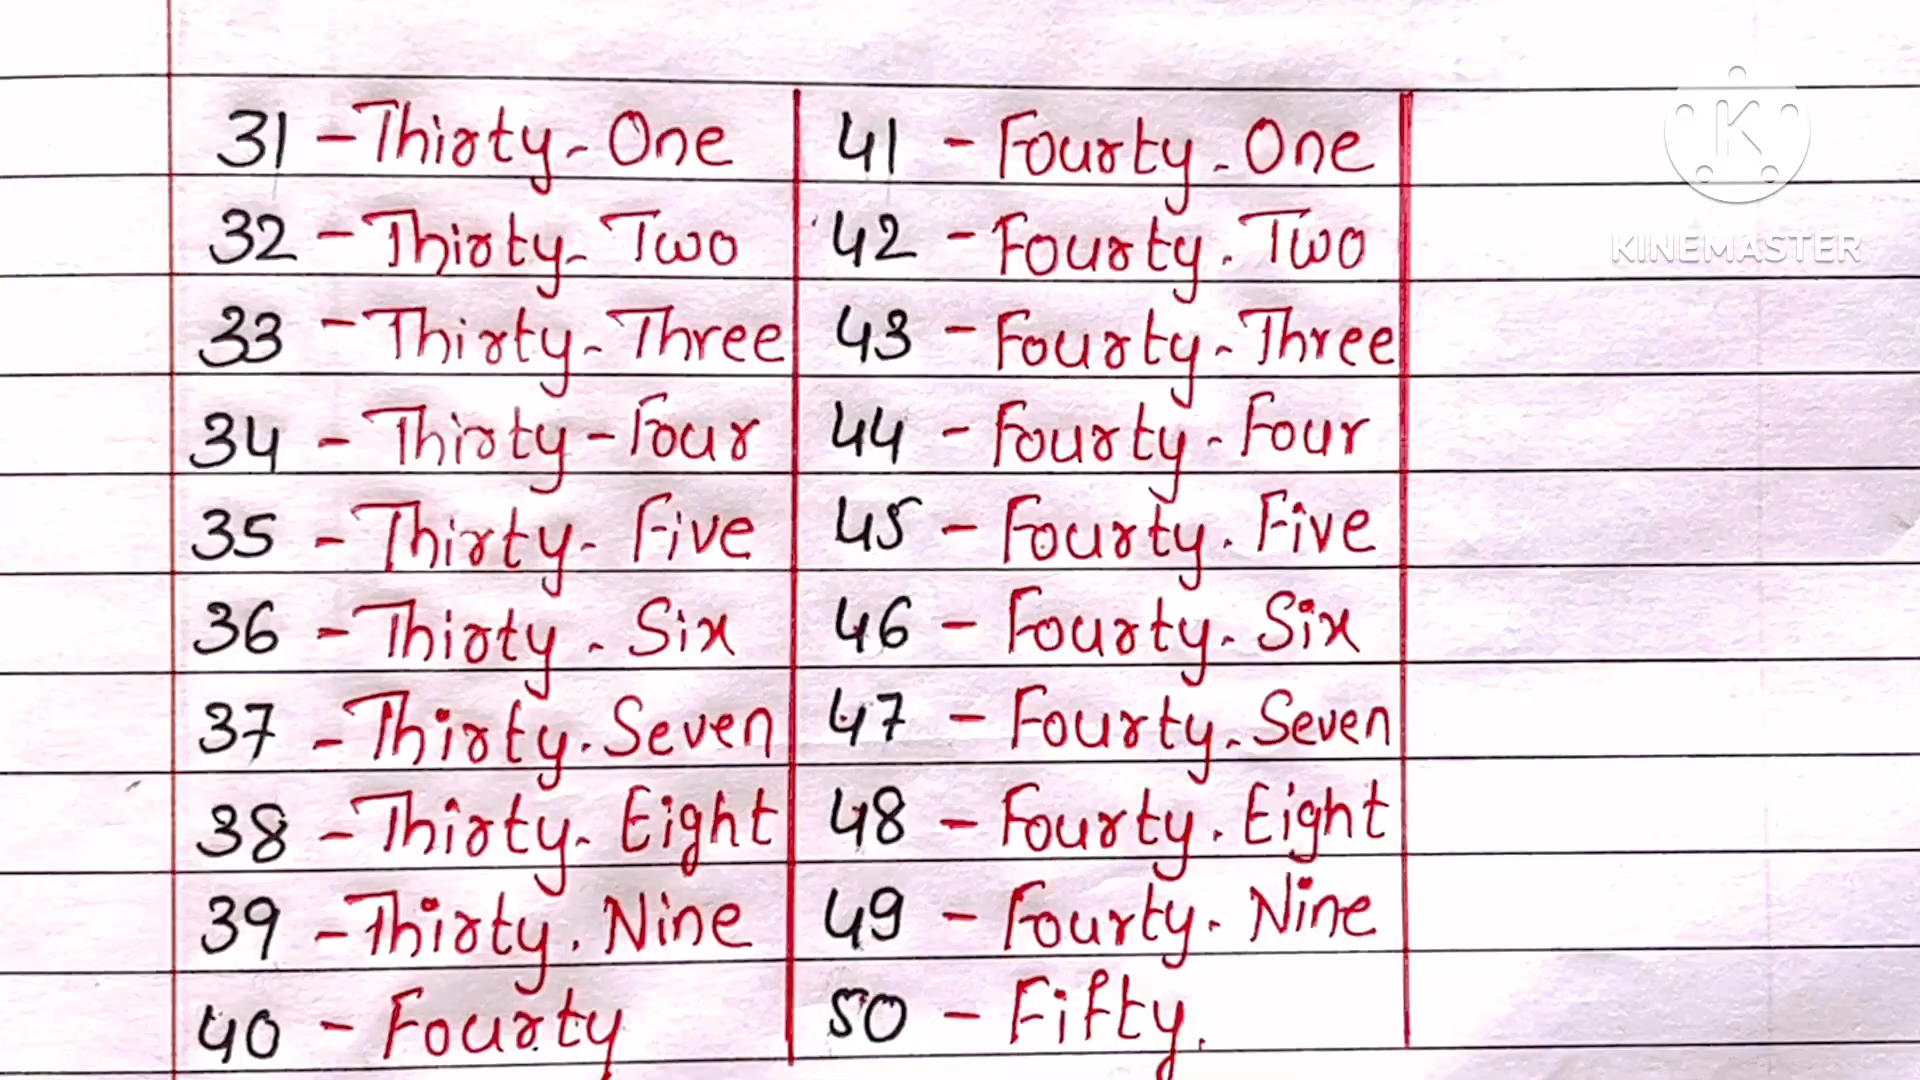 31 - Thirty-One
32 - Thirty-Two
33 - Thirty-Three
34 - Thirty-Four
35 - Thirty-Five
36 - Thirty-Six
37 - Thirty-Seven
38 - Thirty-Eight
39 - Thirty-Nine
40 - Fourty
41 - Fourty-One
42 - Fourty-Two
43 - Fourty-Three
44 - Fourty-Four
45 - Fourty-Five
46 - Fourty-Six
47 - Fourty-Seven
48 - Fourty-Eight
49 - Fourty-Nine
50 - Fifty.
K
KINEMASTER